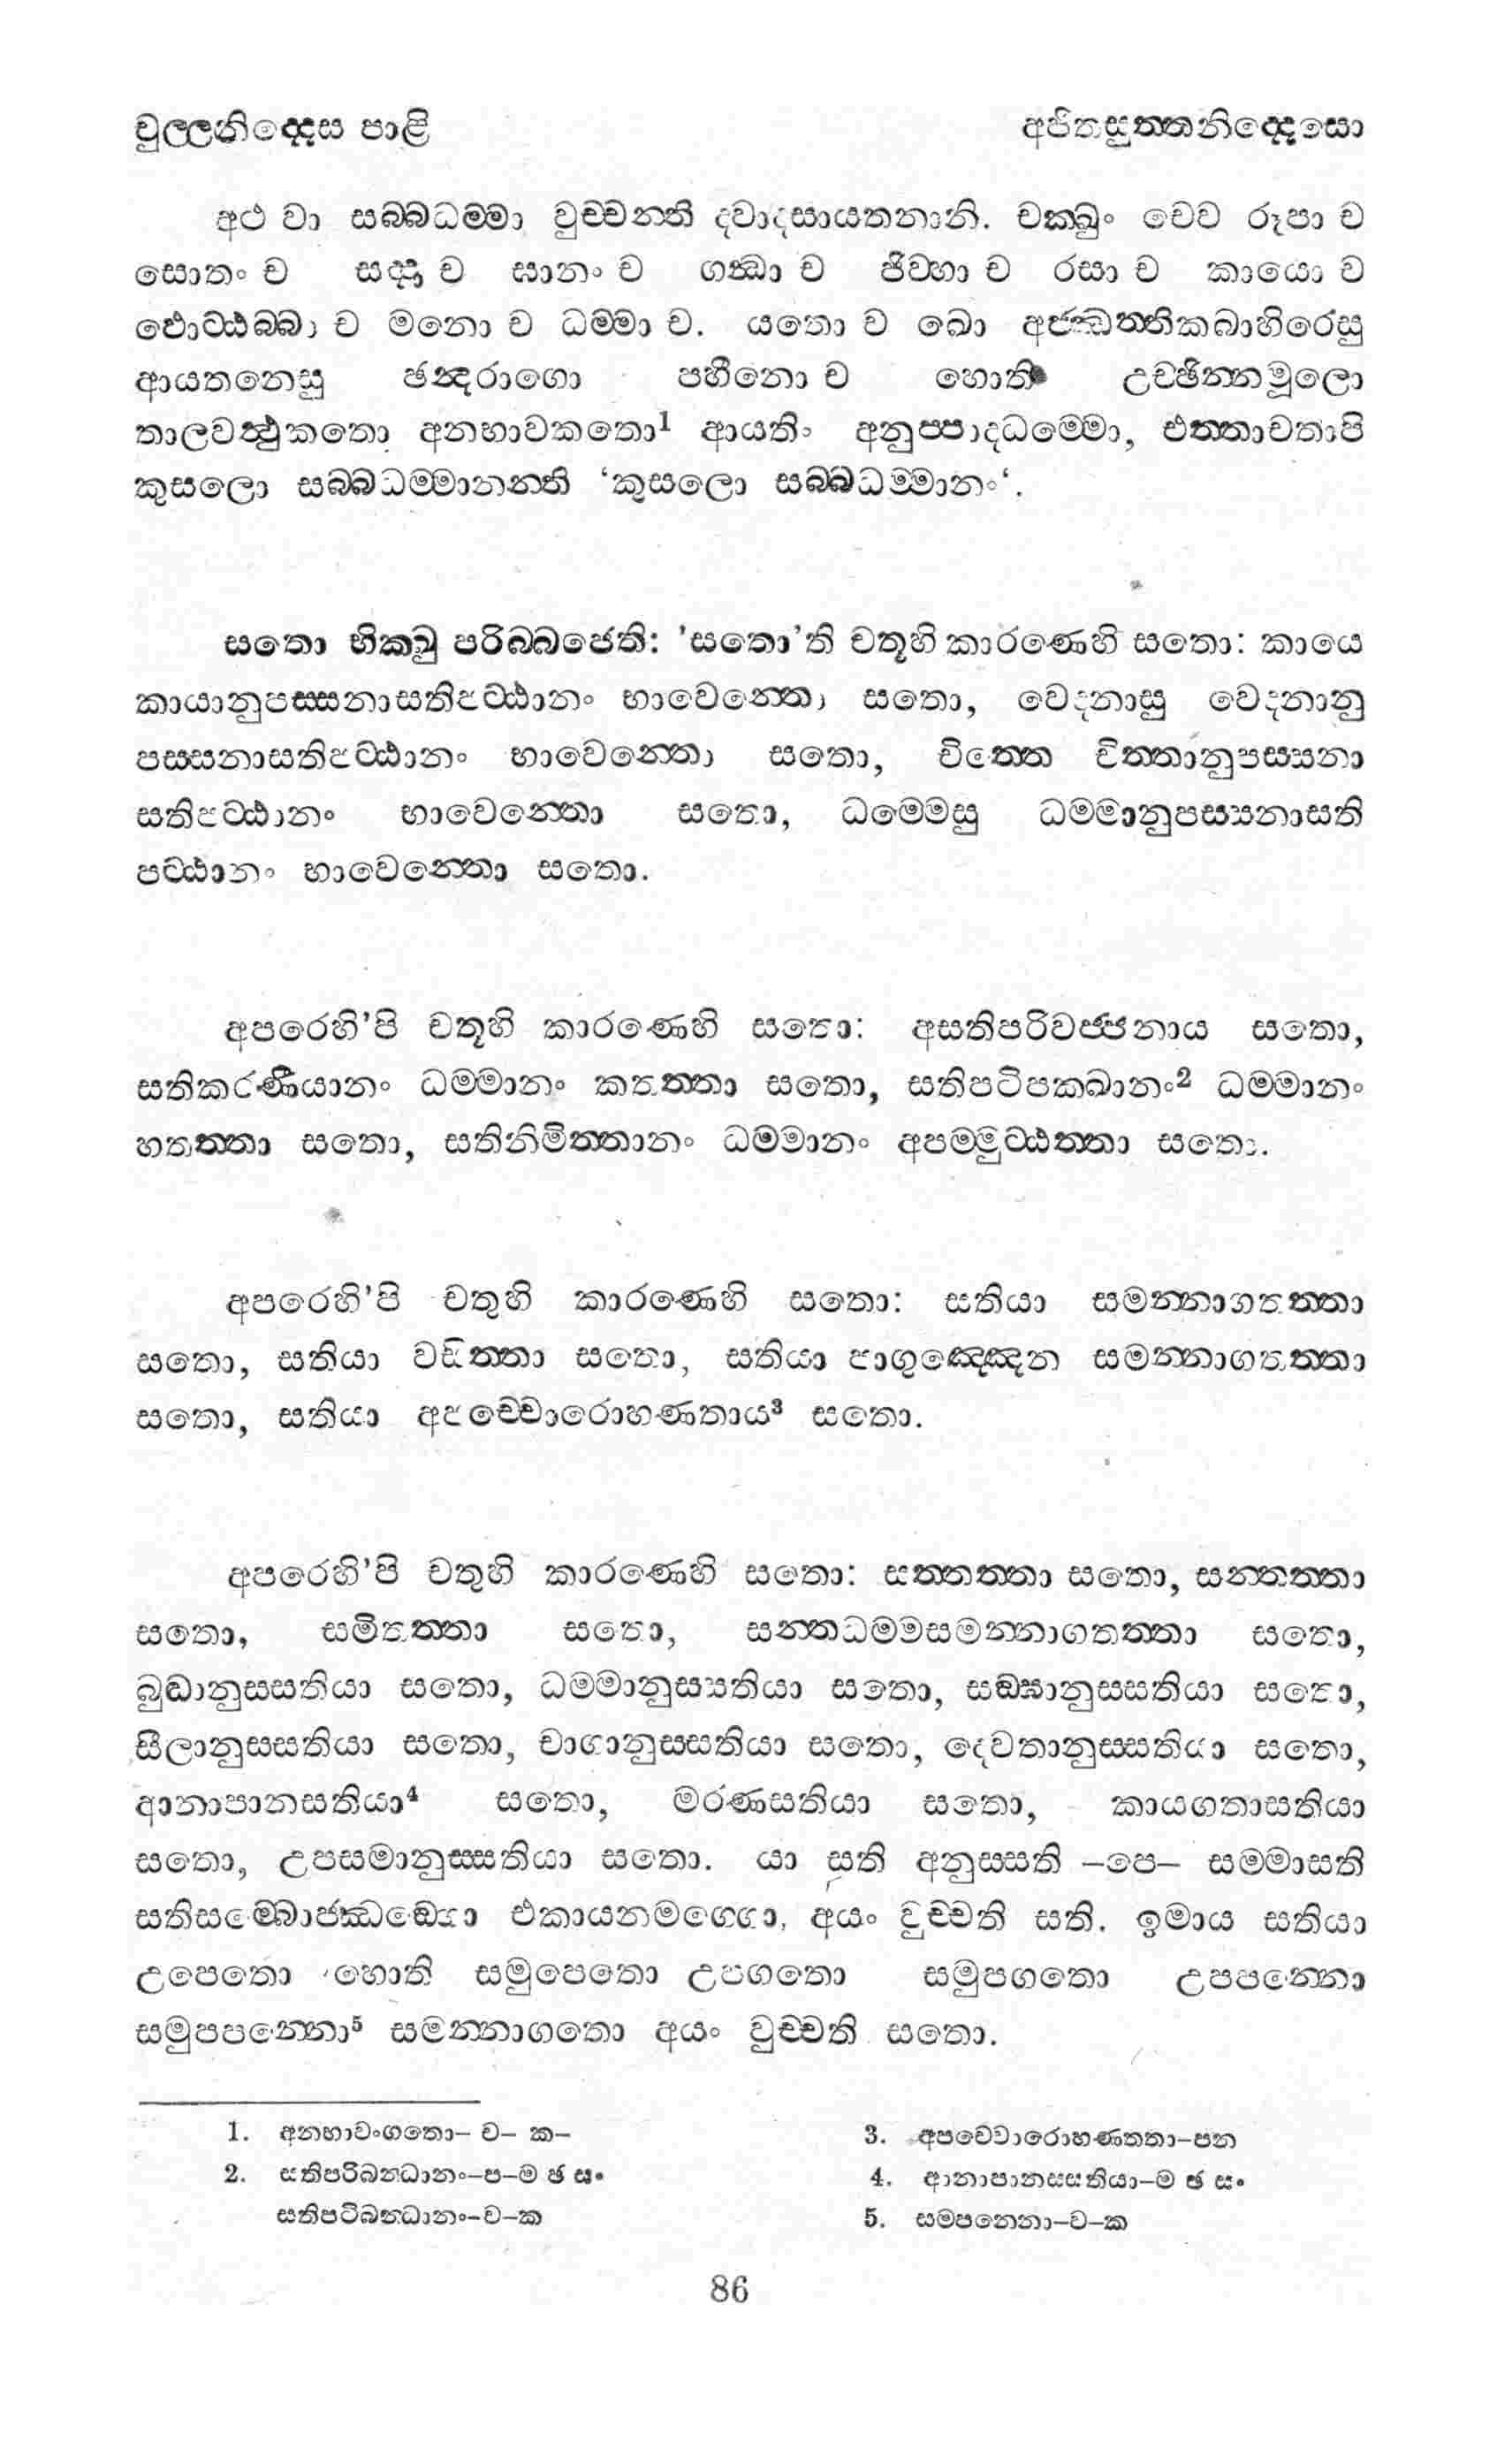 චුල්ලනිද්දෙස පාළි
අජිතසුත්තනිද්දෙසො
අථ වා සබ්බධම්මා වුච්චන්ති ද්වාදසායතනානි. චක්ඛුං චෙව රූපා ච
සොතං ච සද්දා ච ඝානං ච ගන්ධා ච ජිව්හා ච රසා ච කායො ච
ඵොට්ඨබ්බා ච මනො ච ධම්මා ච. යතො ච ඛො අජ්ඣත්තිකබාහිරෙසු
ආයතනෙසු ඡන්දරාගො පහීනො ච හොති උච්ඡින්නමූලො
තාලවත්ථුකතො අනභාවකතො1 ආයතිං අනුප්පාදධම්මො, එත්තාවතාපි
කුසලො සබ්බධම්මානන්ති ‘කුසලො සබ්බධම්මානං‘.
සතො භික්ඛු පරිබ්බජෙති: ’සතො’ති චතූහි කාරණෙහි සතො: කායෙ
කායානුපස්සනාසතිපට්ඨානං භාවෙන්තො සතො, වෙදනාසු වෙදනානු
පස්සනාසතිපට්ඨානං භාවෙන්තො සතො, චිත්තෙ චිත්තානුපස්සනා
සතිපට්ඨානං භාවෙන්තො සතො, ධම්මෙසු ධම්මානුපස්සනාසති
පට්ඨානං භාවෙන්තො සතො.
අපරෙහි’පි චතූහි කාරණෙහි සතො: අසතිපරිවජ්ජනාය සතො,
සතිකරණීයානං ධම්මානං කතත්තා සතො, සතිපටිපක්ඛානං2 ධම්මානං
හතත්තා සතො, සතිනිමිත්තානං ධම්මානං අපම්මුට්ඨත්තා සතො.
අපරෙහි’පි චතුහි කාරණෙහි සතො: සතියා සමන්නාගතත්තා
සතො, සතියා වසිත්තා සතො, සතියා පාගුඤ්ඤෙන සමන්නාගතත්තා
සතො, සතියා අපච්චොරොහණතාය3 සතො.
අපරෙහි’පි චතුහි කාරණෙහි සතො: සත්තත්තා සතො, සන්තත්තා
සතො, සමිතත්තා සතො, සන්තධම්මසමන්නාගතත්තා සතො,
බුද්ධානුස්සතියා සතො, ධම්මානුස්සතියා සතො, සඞ්ඝානුස්සතියා සතො,
සීලානුස්සතියා සතො, චාගානුස්සතියා සතො, දෙවතානුස්සතියා සතො,
ආනාපානසතියා4 සතො, මරණසතියා සතො, කායගතාසතියා
සතො, උපසමානුස්සතියා සතො. යා සති අනුස්සති –පෙ– සම්මාසති
සතිසම්බොජ්ඣඞ්ගො එකායනමග්ගො, අයං වුච්චති සති. ඉමාය සතියා
උපෙතො හොති සමුපෙතො උපගතො සමුපගතො උපපන්නො
සමුපපන්නො5 සමන්නාගතො අයං වුච්චති සතො.
1. අනභාවංගතො– ච– ක–
2. සතිපරිබන්ධානං–ප–ම ඡ සං
සතිපටිබන්ධානං–ව–ක
3. අපච්චොරොහණතතා–පන
4. ආනාපානස්සතියා–ම ඡ සං
5. සම්පන්නො–ව–ක
86